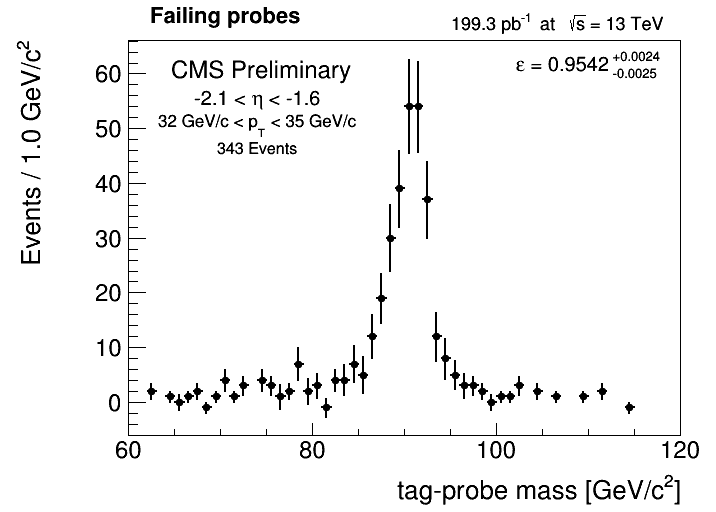 Failing probes
199.3 pb⁻¹ at √s = 13 TeV
CMS Preliminary
ε = 0.9542 +0.0024 -0.0025
-2.1 < η < -1.6
32 GeV/c < p_T < 35 GeV/c
343 Events
Events / 1.0 GeV/c²
60
50
40
30
20
10
0
60 80 100 120
tag-probe mass [GeV/c²]